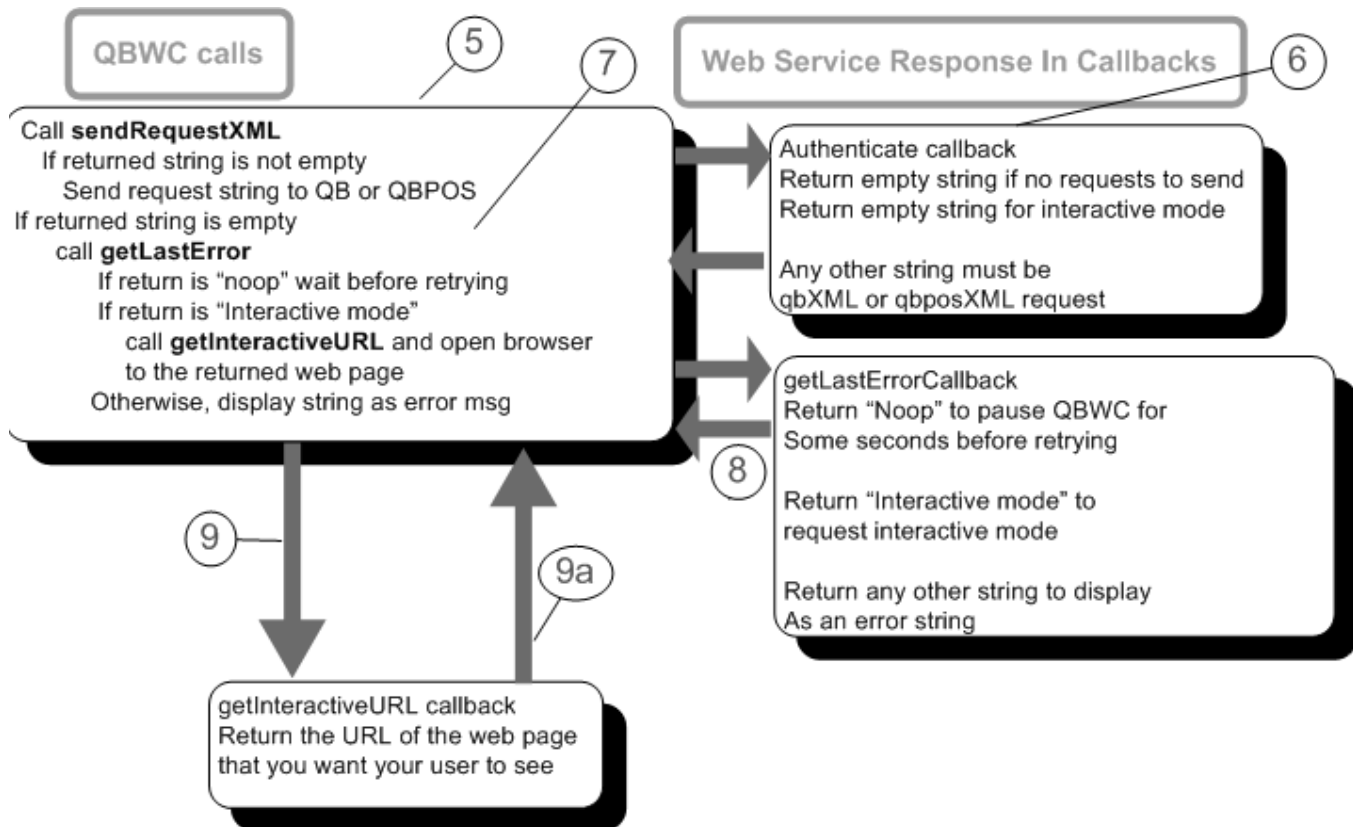 QBWC calls
5
7
Web Service Response In Callbacks
6
Call sendRequestXML
If returned string is not empty
Send request string to QB or QBPOS
If returned string is empty
call getLastError
If return is “noop” wait before retrying
If return is “Interactive mode”
call getInteractiveURL and open browser
to the returned web page
Otherwise, display string as error msg
Authenticate callback
Return empty string if no requests to send
Return empty string for interactive mode
Any other string must be
qbXML or qbposXML request
getLastErrorCallback
Return “Noop” to pause QBWC for
Some seconds before retrying
Return “Interactive mode” to
request interactive mode
Return any other string to display
As an error string
8
9
9a
getInteractiveURL callback
Return the URL of the web page
that you want your user to see